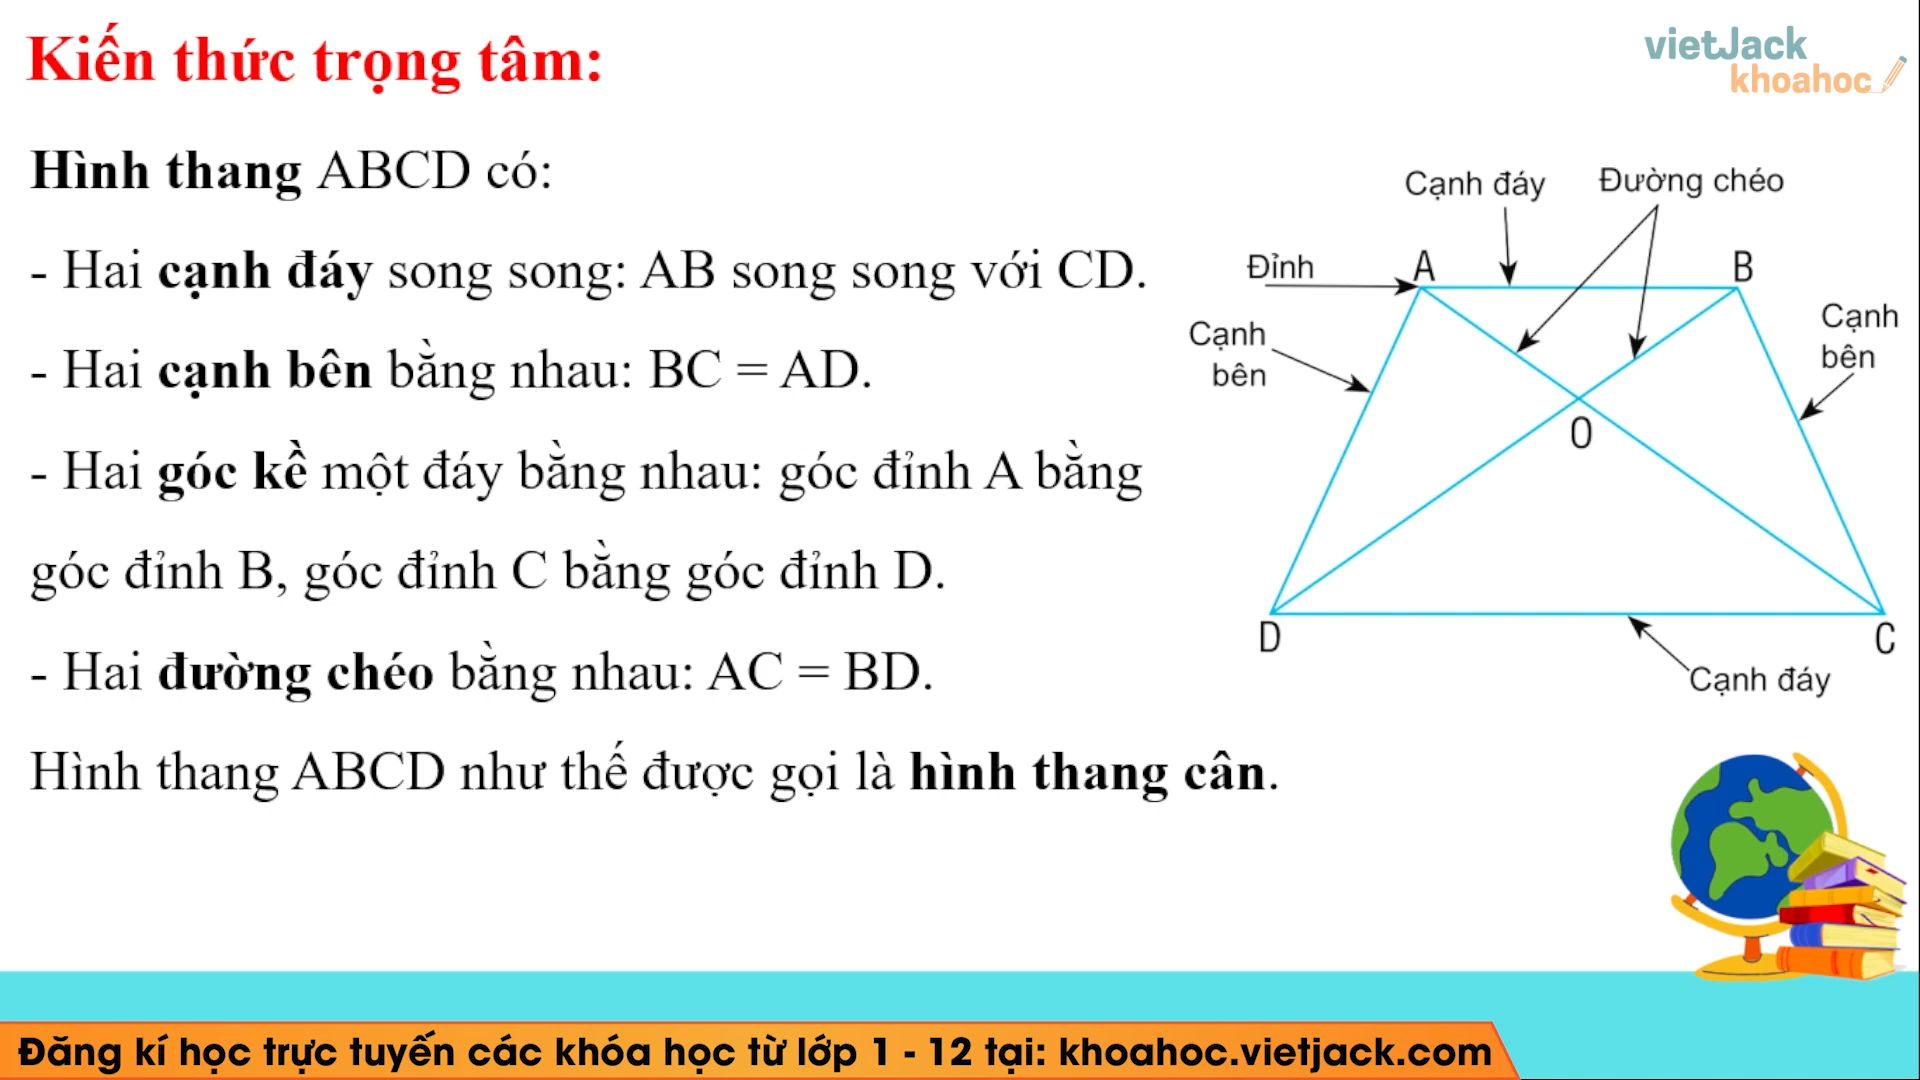 Kiến thức trọng tâm:
vietJack
khoahoc
Hình thang ABCD có:
- Hai cạnh đáy song song: AB song song với CD.
- Hai cạnh bên bằng nhau: BC = AD.
- Hai góc kề một đáy bằng nhau: góc đỉnh A bằng
góc đỉnh B, góc đỉnh C bằng góc đỉnh D.
- Hai đường chéo bằng nhau: AC = BD.
Hình thang ABCD như thế được gọi là hình thang cân.
Cạnh đáy
Đường chéo
Đỉnh
A
B
Cạnh
bên
Cạnh
bên
O
D
C
Cạnh đáy
Đăng kí học trực tuyến các khóa học từ lớp 1 - 12 tại: khoahoc.vietjack.com